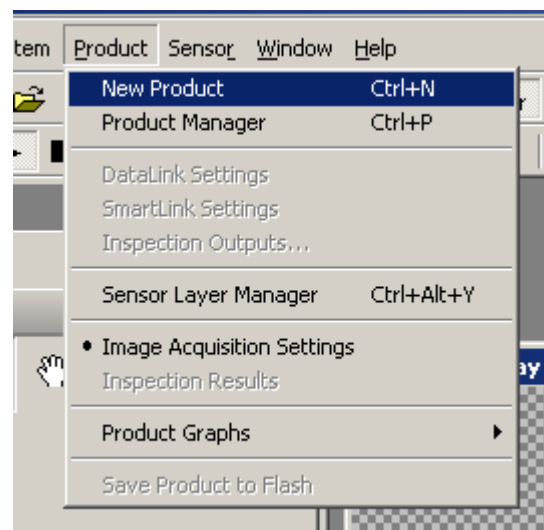 tem Product Sensor Window Help
New Product Ctrl+N
Product Manager Ctrl+P
DataLink Settings
SmartLink Settings
Inspection Outputs...
Sensor Layer Manager Ctrl+Alt+Y
• Image Acquisition Settings
Inspection Results
ay
Product Graphs
Save Product to Flash